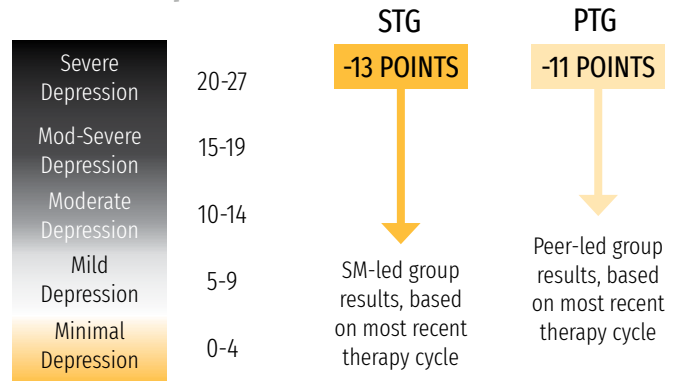 STG
PTG
-13 POINTS
-11 POINTS
Severe
Depression
20-27
Mod-Severe
Depression
15-19
Moderate
Depression
10-14
Mild
Depression
5-9
Minimal
Depression
0-4
SM-led group
results, based
on most recent
therapy cycle
Peer-led group
results, based
on most recent
therapy cycle